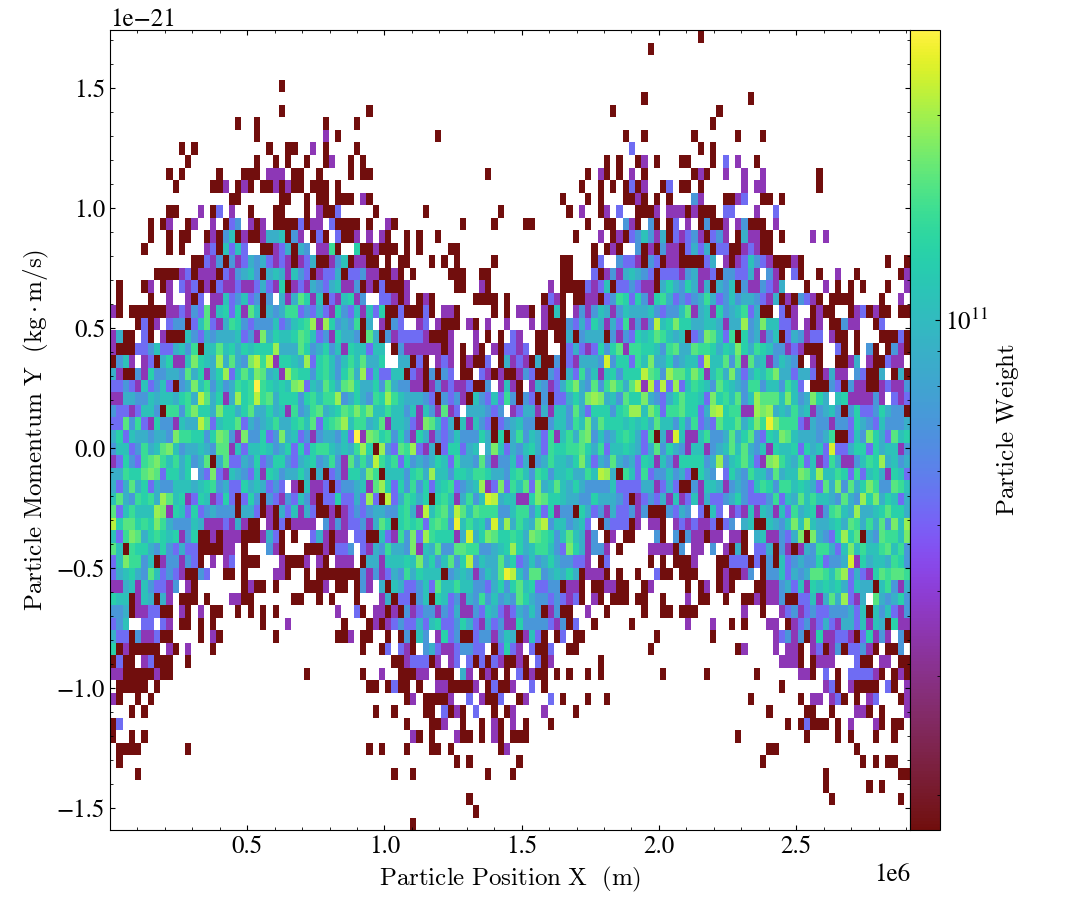 1e−21
1.5
1.0
0.5
0.0
−0.5
−1.0
−1.5
Particle Momentum Y (kg · m/s)
0.5
1.0
1.5
2.0
2.5
1e6
Particle Position X (m)
10¹¹
Particle Weight